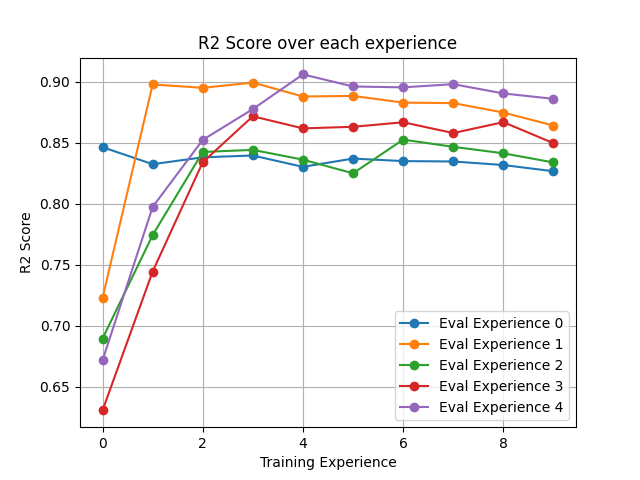 R2 Score over each experience
R2 Score
0.90
0.85
0.80
0.75
0.70
0.65
0
2
4
6
8
Training Experience
Eval Experience 0
Eval Experience 1
Eval Experience 2
Eval Experience 3
Eval Experience 4